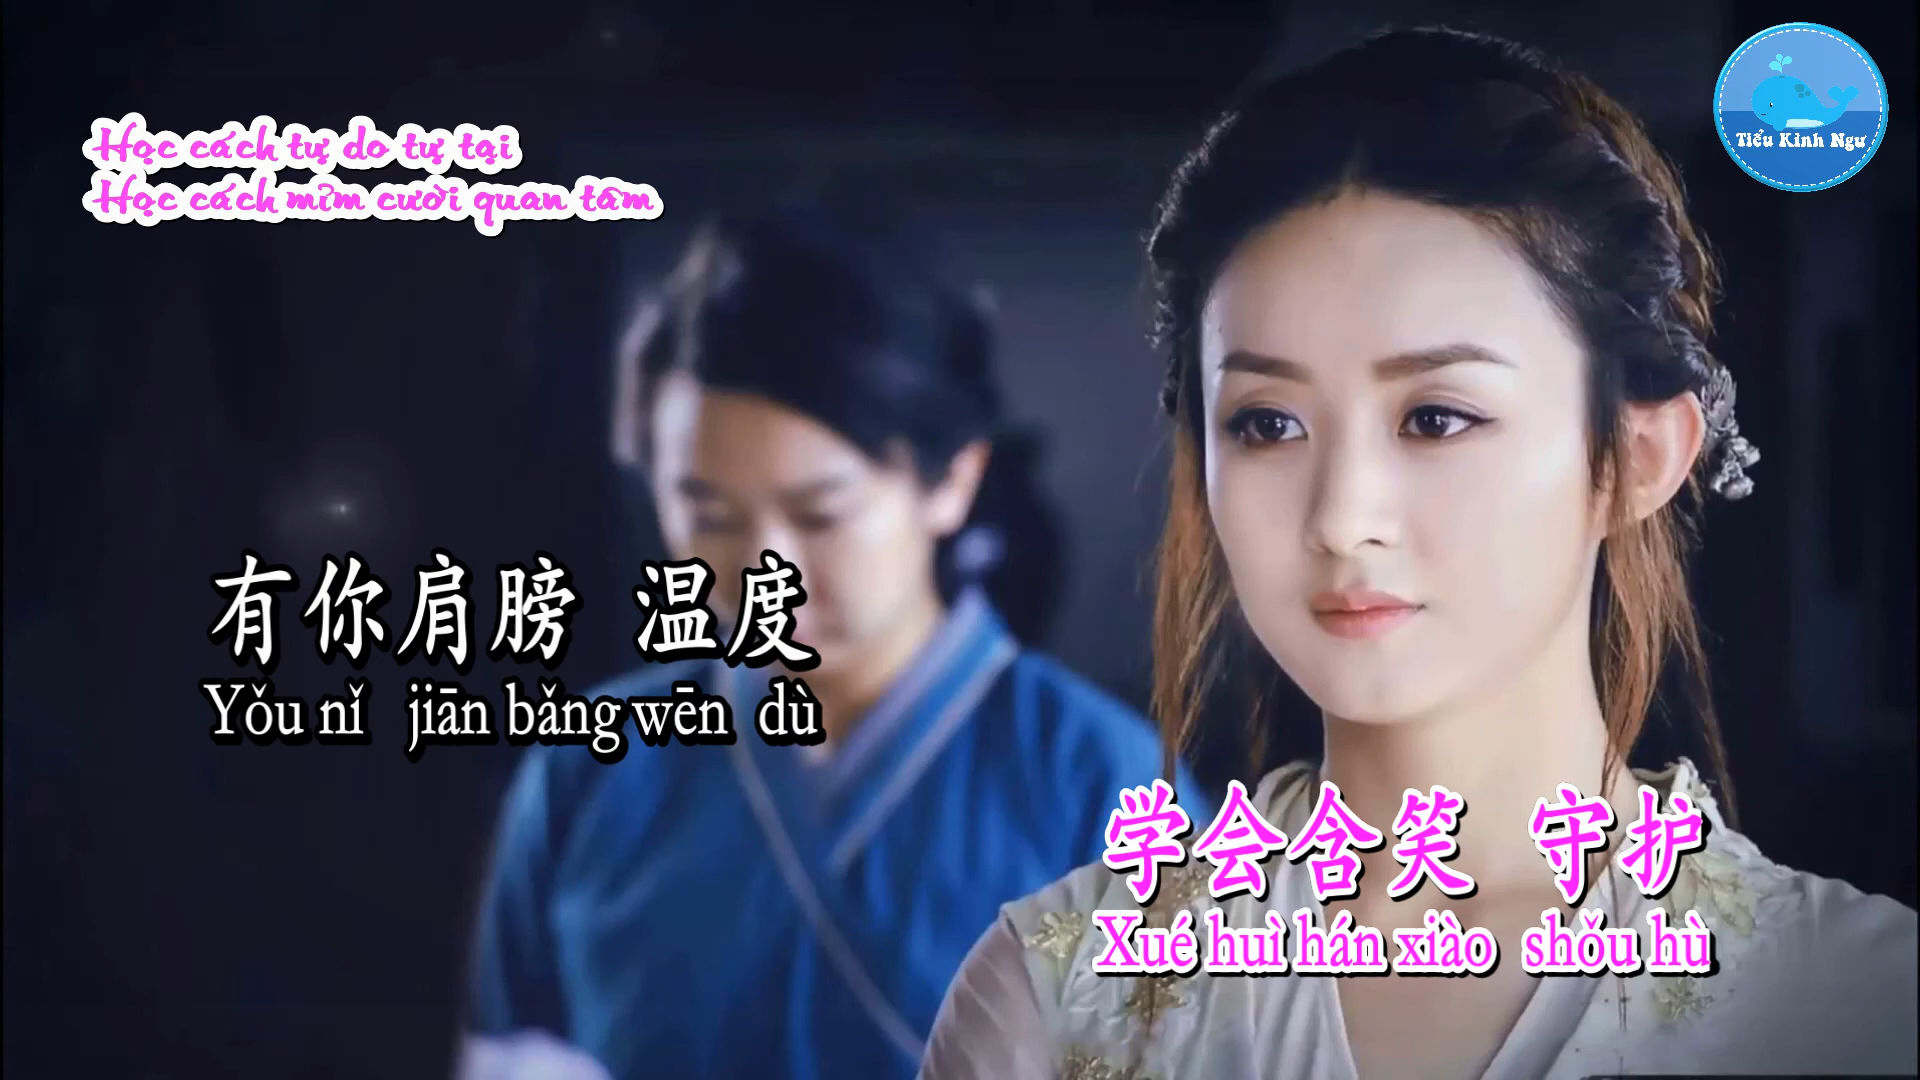 Học cách tự do tự tại
Học cách mỉm cười quan tâm
Tiểu Kình Ngư
有你肩膀 温度
Yǒu nǐ jiān bǎng wēn dù
学会含笑 守护
Xué huì hán xiào shǒu hù